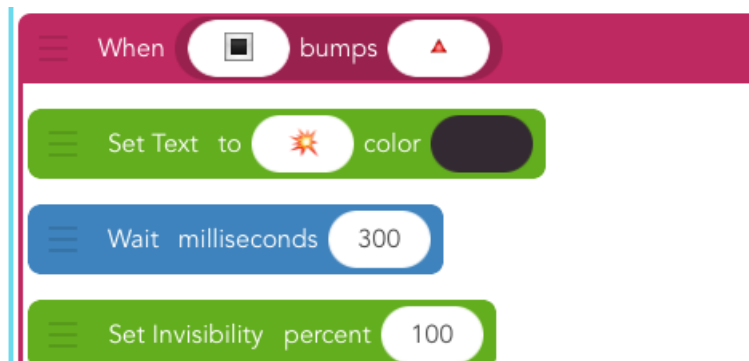 When bumps
Set Text to color
Wait milliseconds 300
Set Invisibility percent 100